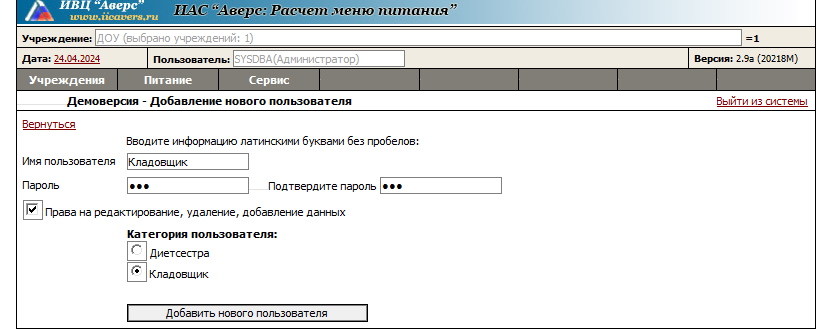 ИВЦ "Аверс"
www.iicavers.ru
ИАС "Аверс: Расчет меню питания"
Учреждение: ДОУ (выбрано учреждений: 1) =1
Дата: 24.04.2024 Пользователь: SYSDBA(Администратор) Версия: 2.9a (20218M)
Учреждения Питание Сервис
Демоверсия - Добавление нового пользователя Выйти из системы
Вернуться
Вводите информацию латинскими буквами без пробелов:
Имя пользователя Кладовщик
Пароль ●●● Подтвердите пароль ●●●
Права на редактирование, удаление, добавление данных
Категория пользователя:
Диетсестра
Кладовщик
Добавить нового пользователя